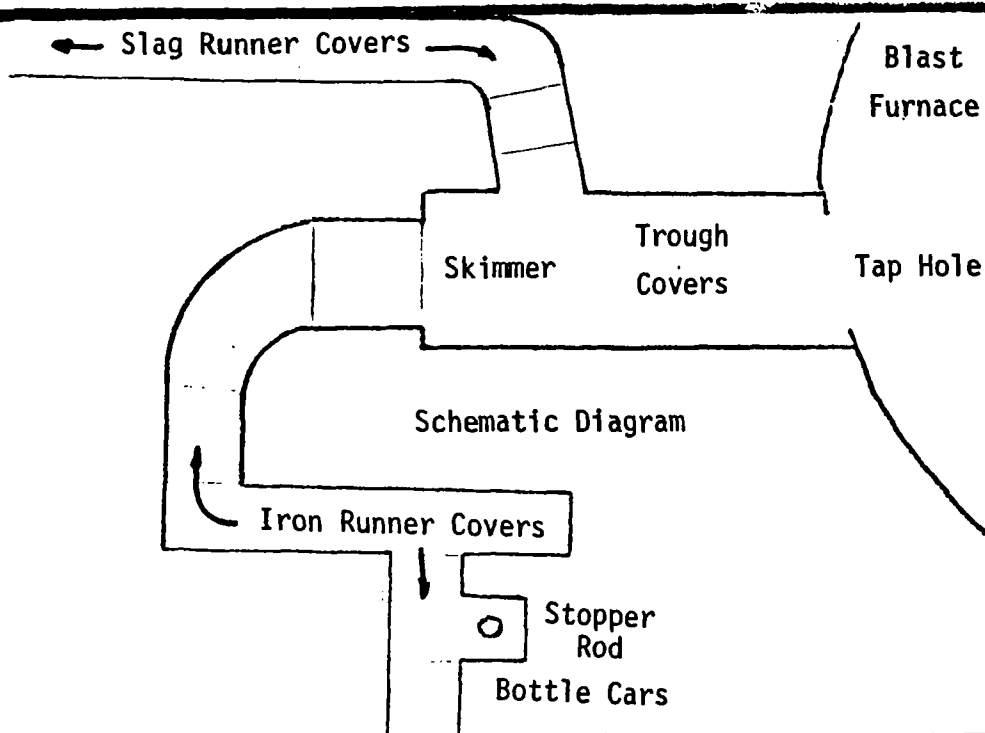 Slag Runner Covers
Blast
Furnace
Skimmer
Trough
Covers
Tap Hole
Schematic Diagram
Iron Runner Covers
Stopper
Rod
Bottle Cars